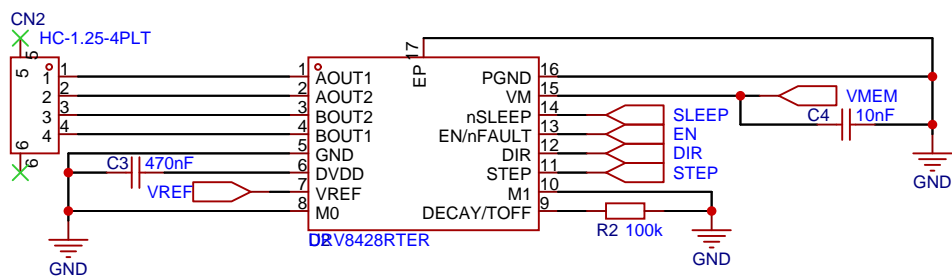 CN2
HC-1.25-4PLT
5
5
1
1
2
2
3
3
4
4
6
6
17
EP
1
AOUT1
2
AOUT2
3
BOUT2
4
BOUT1
5
GND
6
DVDD
7
VREF
8
M0
16
PGND
15
VM
14
nSLEEP
13
EN/nFAULT
12
DIR
11
STEP
10
M1
9
DECAY/TOFF
U2
DRV8428RTER
C3
470nF
VREF
GND
VMEM
C4
10nF
SLEEP
EN
DIR
STEP
R2
100k
GND
GND